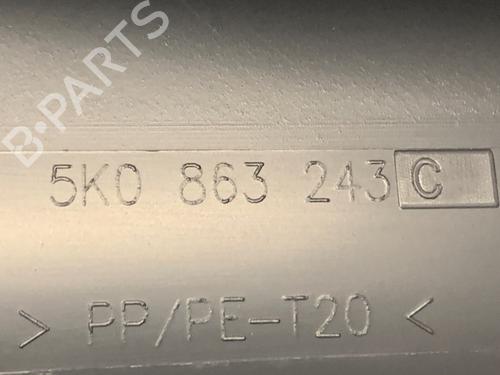 B-PARTS
5K0 863 243 C
> PP/PE-T20 <